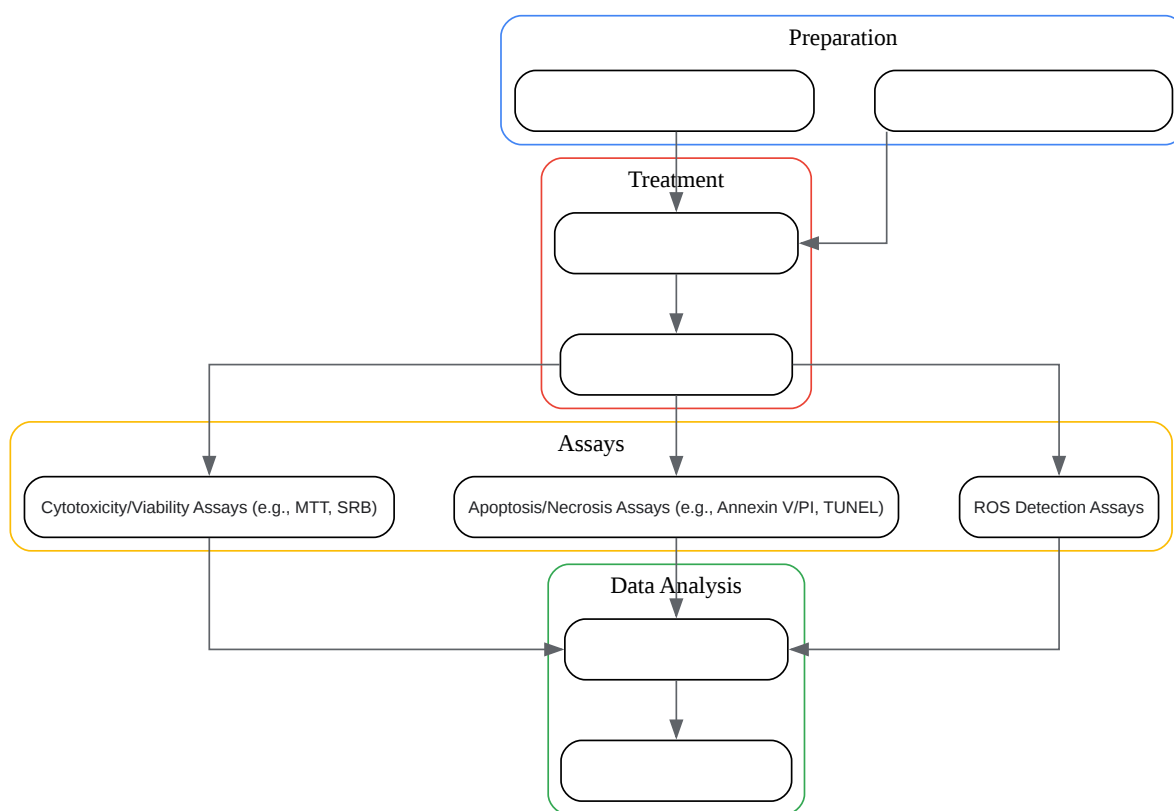 Preparation
Treatment
Assays
Cytotoxicity/Viability Assays (e.g., MTT, SRB)
Apoptosis/Necrosis Assays (e.g., Annexin V/PI, TUNEL)
ROS Detection Assays
Data Analysis